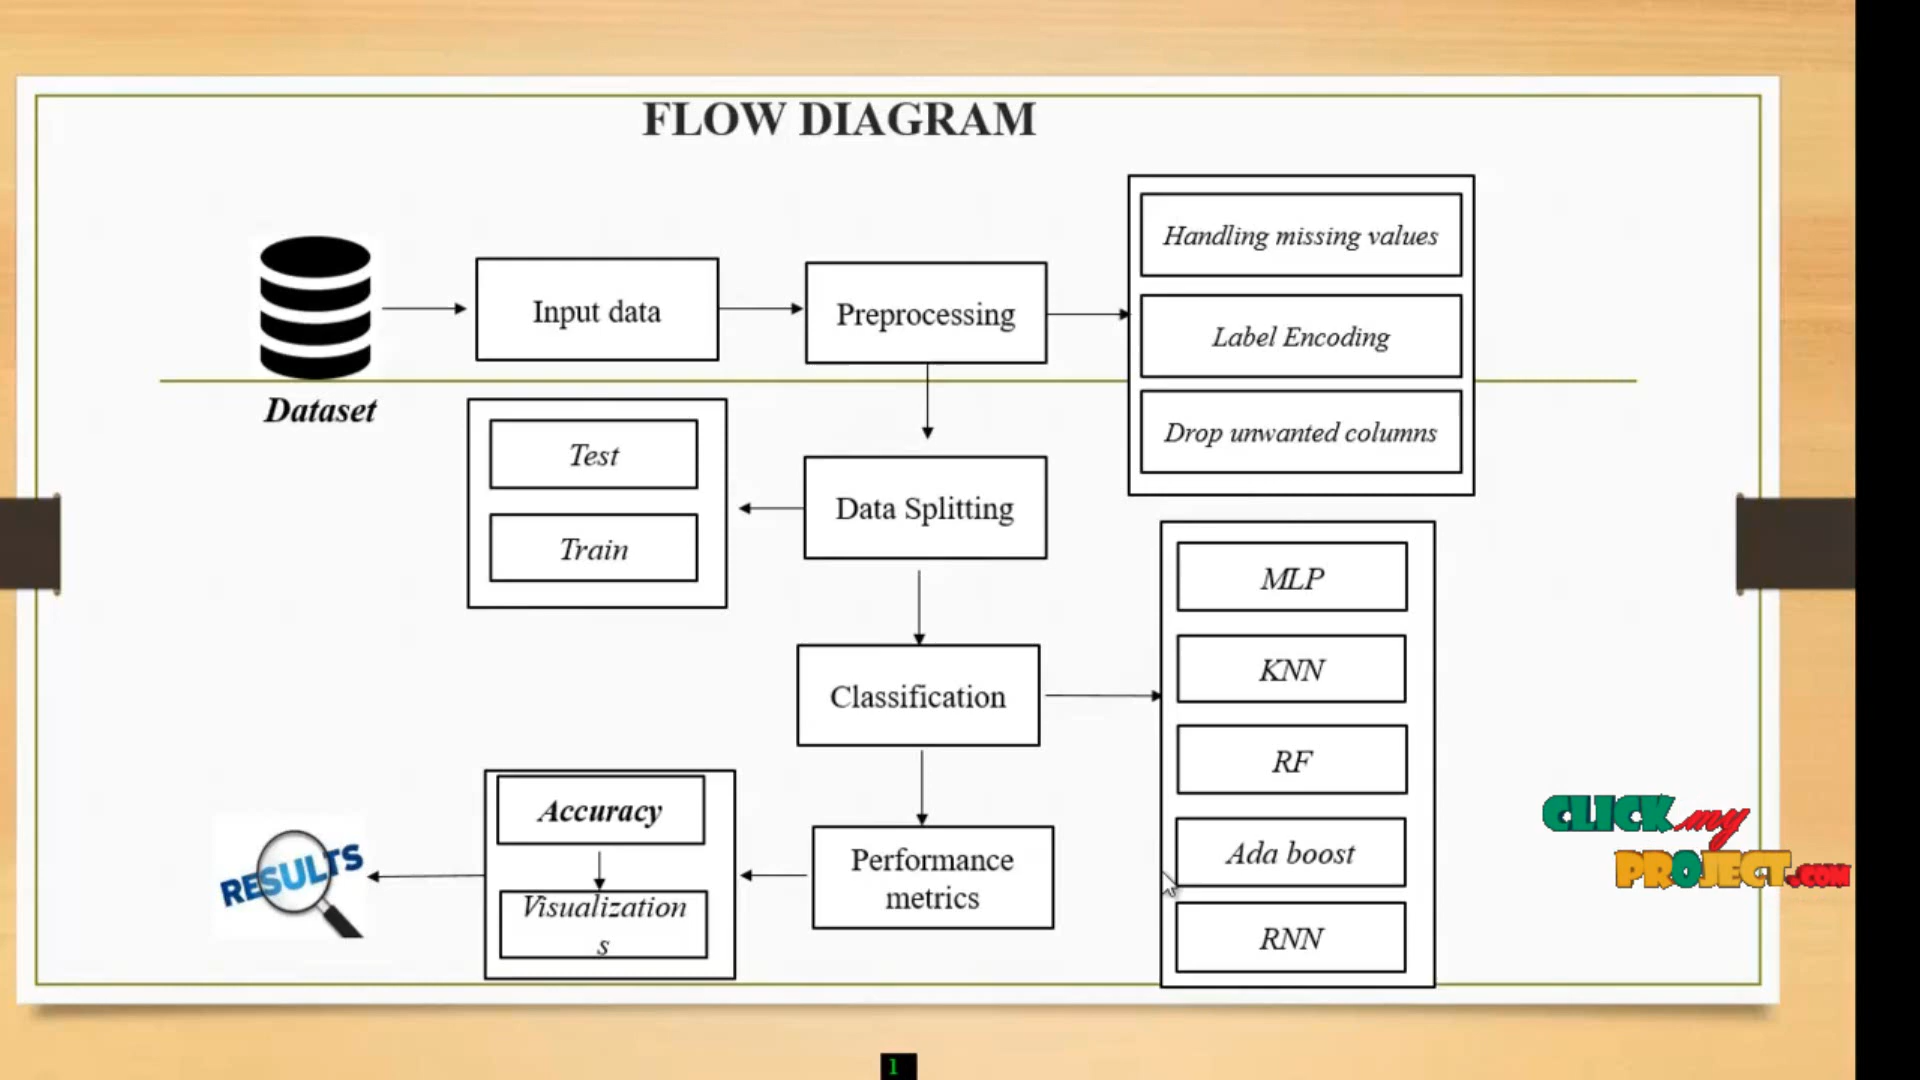 FLOW DIAGRAM
Handling missing values
Input data
Preprocessing
Label Encoding
Dataset
Drop unwanted columns
Test
Data Splitting
Train
MLP
KNN
Classification
RF
Accuracy
Performance
metrics
Ada boost
Visualization
s
RESULTS
RNN
CLICK my
PROJECT.COM
1